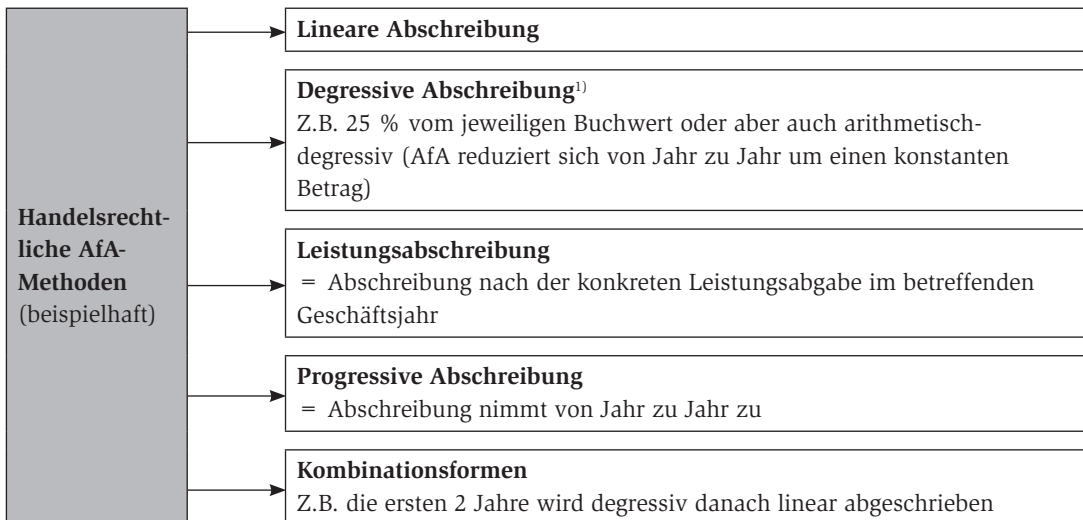 Handelsrecht-
liche AfA-
Methoden
(beispielhaft)
Lineare Abschreibung
Degressive Abschreibung1)
Z.B. 25 % vom jeweiligen Buchwert oder aber auch arithmetisch-
degressiv (AfA reduziert sich von Jahr zu Jahr um einen konstanten
Betrag)
Leistungsabschreibung
= Abschreibung nach der konkreten Leistungsabgabe im betreffenden
Geschäftsjahr
Progressive Abschreibung
= Abschreibung nimmt von Jahr zu Jahr zu
Kombinationsformen
Z.B. die ersten 2 Jahre wird degressiv danach linear abgeschrieben